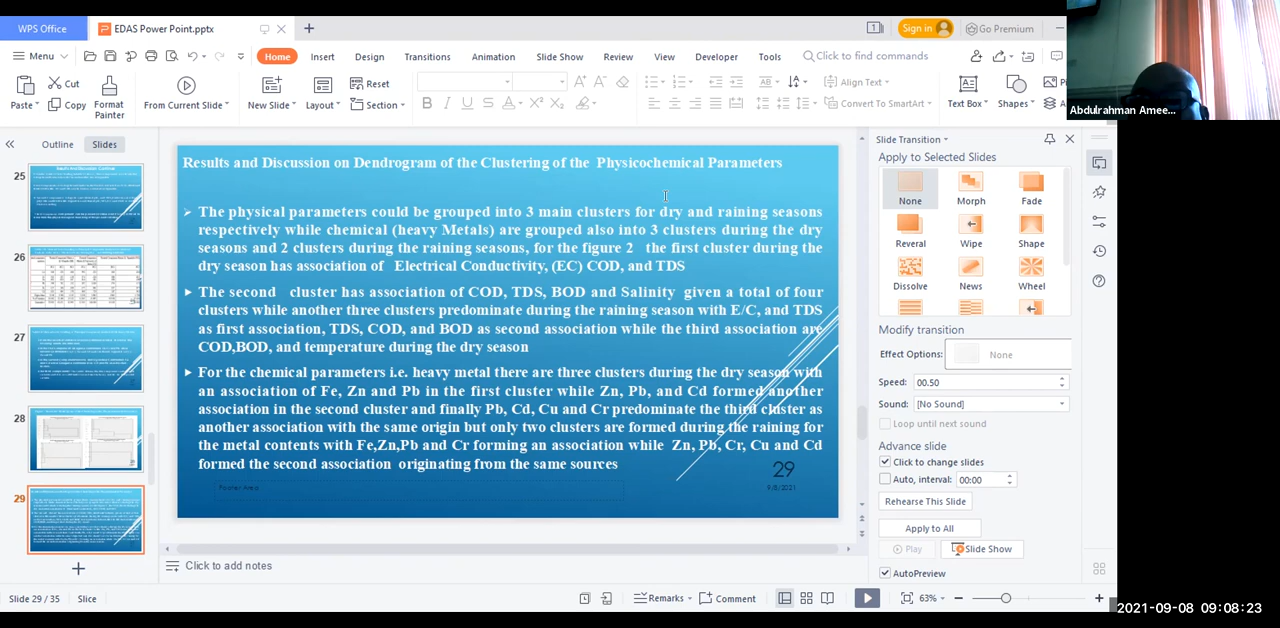 WPS Office
EDAS Power Point.pptx
1
Sign in
Go Premium
Menu
Home
Insert
Design
Transitions
Animation
Slide Show
Review
View
Developer
Tools
Click to find commands
Paste
Cut
Copy
Format
Painter
From Current Slide
New Slide
Layout
Reset
Section
B I U S A X² X₂
Align Text
Convert To SmartArt
Text Box
Shapes
Abdulrahman Amee...
Outline
Slides
25
26
27
28
29
Results and Discussion on Dendrogram of the Clustering of the Physicochemical Parameters
The physical parameters could be grouped into 3 main clusters for dry and raining seasons
respectively while chemical (heavy Metals) are grouped also into 3 clusters during the dry
seasons and 2 clusters during the raining seasons, for the figure 2 the first cluster during the
dry season has association of Electrical Conductivity, (EC) COD, and TDS
The second cluster has association of COD, TDS, BOD and Salinity given a total of four
clusters while another three clusters predominate during the raining season with E/C, and TDS
as first association, TDS, COD, and BOD as second association while the third association are
COD,BOD, and temperature during the dry season
For the chemical parameters i.e. heavy metal there are three clusters during the dry season with
an association of Fe, Zn and Pb in the first cluster while Zn, Pb, and Cd formed another
association in the second cluster and finally Pb, Cd, Cu and Cr predominate the third cluster as
another association with the same origin but only two clusters are formed during the raining for
the metal contents with Fe,Zn,Pb and Cr forming an association while Zn, Pb, Cr, Cu and Cd
formed the second association originating from the same sources
29
Footer Area
9/8/2021
Click to add notes
Slide Transition
Apply to Selected Slides
None
Morph
Fade
Reveral
Wipe
Shape
Dissolve
News
Wheel
Modify transition
Effect Options:
None
Speed:
00.50
Sound:
[No Sound]
Loop until next sound
Advance slide
Click to change slides
Auto, interval:
00:00
Rehearse This Slide
Apply to All
Play
Slide Show
AutoPreview
Slide 29 / 35
Slice
Remarks
Comment
63%
2021-09-08 09:08:23